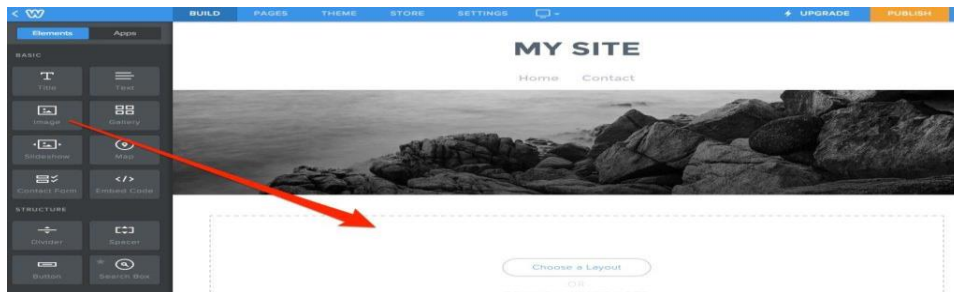 BUILD PAGES THEME STORE SETTINGS UPGRADE PUBLISH
Elements Apps
BASIC
Title Text
Image Gallery
Slideshow Map
Contact Form Embed Code
STRUCTURE
Divider Spacer
Button Search Box
MY SITE
Home Contact
Choose a Layout
OR